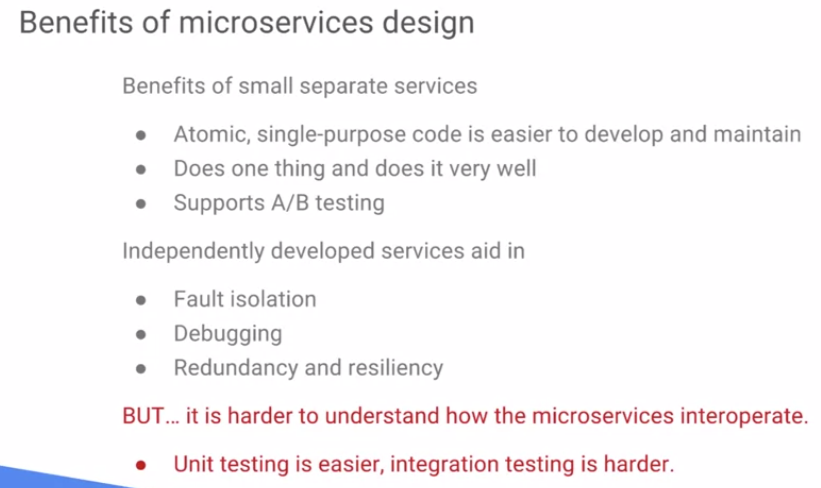 Benefits of microservices design
Benefits of small separate services
● Atomic, single-purpose code is easier to develop and maintain
● Does one thing and does it very well
● Supports A/B testing
Independently developed services aid in
● Fault isolation
● Debugging
● Redundancy and resiliency
BUT... it is harder to understand how the microservices interoperate.
● Unit testing is easier, integration testing is harder.